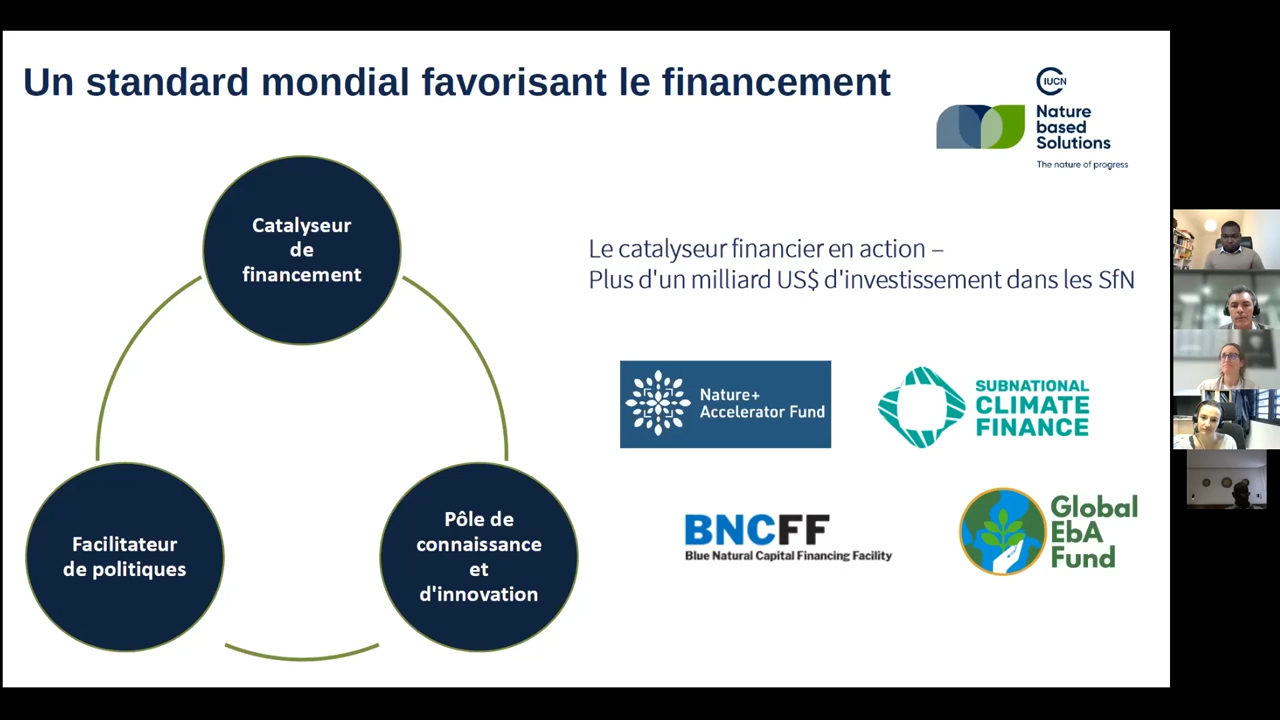 Un standard mondial favorisant le financement
IUCN
Nature
based
Solutions
The nature of progress
Catalyseur
de
financement
Le catalyseur financier en action –
Plus d'un milliard US$ d'investissement dans les SfN
Nature+
Accelerator Fund
SUBNATIONAL
CLIMATE
FINANCE
Facilitateur
de politiques
Pôle de
connaissance
et
d'innovation
BNCFF
Blue Natural Capital Financing Facility
Global
EbA
Fund